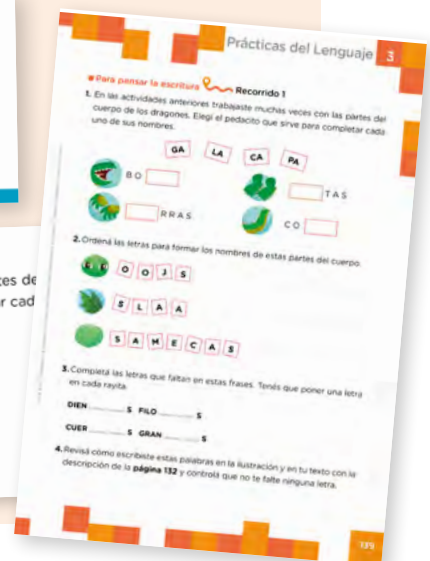 Prácticas del Lenguaje 3
Para pensar la escritura Recorrido 1
1. En las actividades anteriores trabajaste muchas veces con las partes del
cuerpo de los dragones. Elegí el pedacito que sirve para completar cada
uno de sus nombres.
GA LA CA PA
BO TAS
RRAS CO
2. Ordená las letras para formar los nombres de estas partes del cuerpo.
O O J S
S L A A
S A M E C A S
3. Completá las letras que faltan en estas frases. Tenés que poner una letra
en cada rayita.
DIEN ______ S FILO ______ S
CUER ______ S GRAN ______ S
4. Revisá cómo escribiste estas palabras en la ilustración y en tu texto con la
descripción de la página 132 y controlá que no te falte ninguna letra.
139